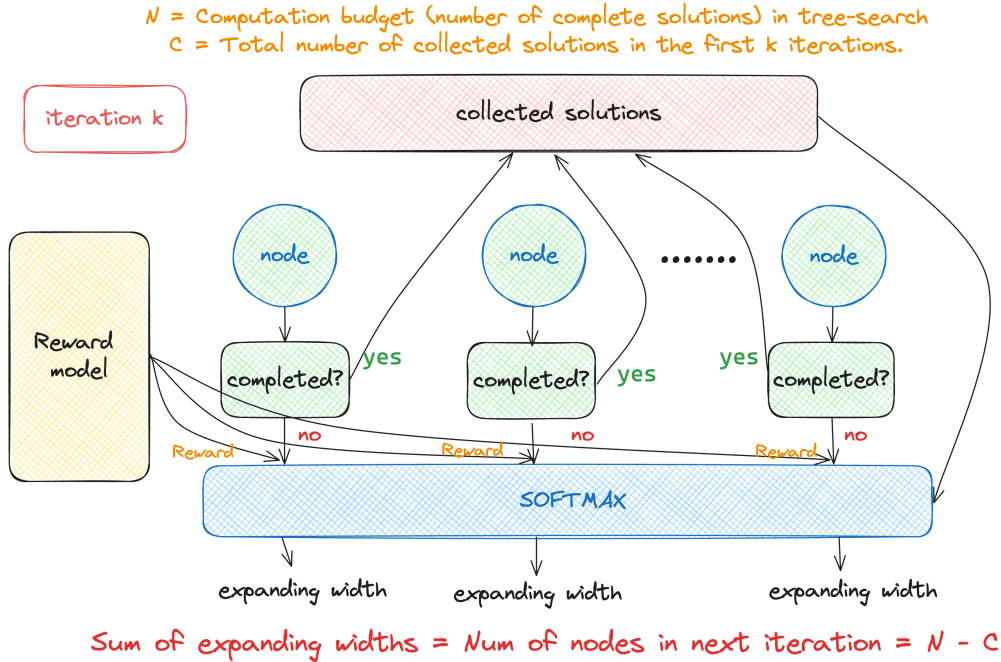 N = Computation budget (number of complete solutions) in tree-search
C = Total number of collected solutions in the first k iterations.
iteration k
collected solutions
node
node
.......
node
Reward
model
completed?
yes
completed?
yes
yes
completed?
no
no
no
Reward
Reward
Reward
SOFTMAX
expanding width
expanding width
expanding width
Sum of expanding widths = Num of nodes in next iteration = N - C